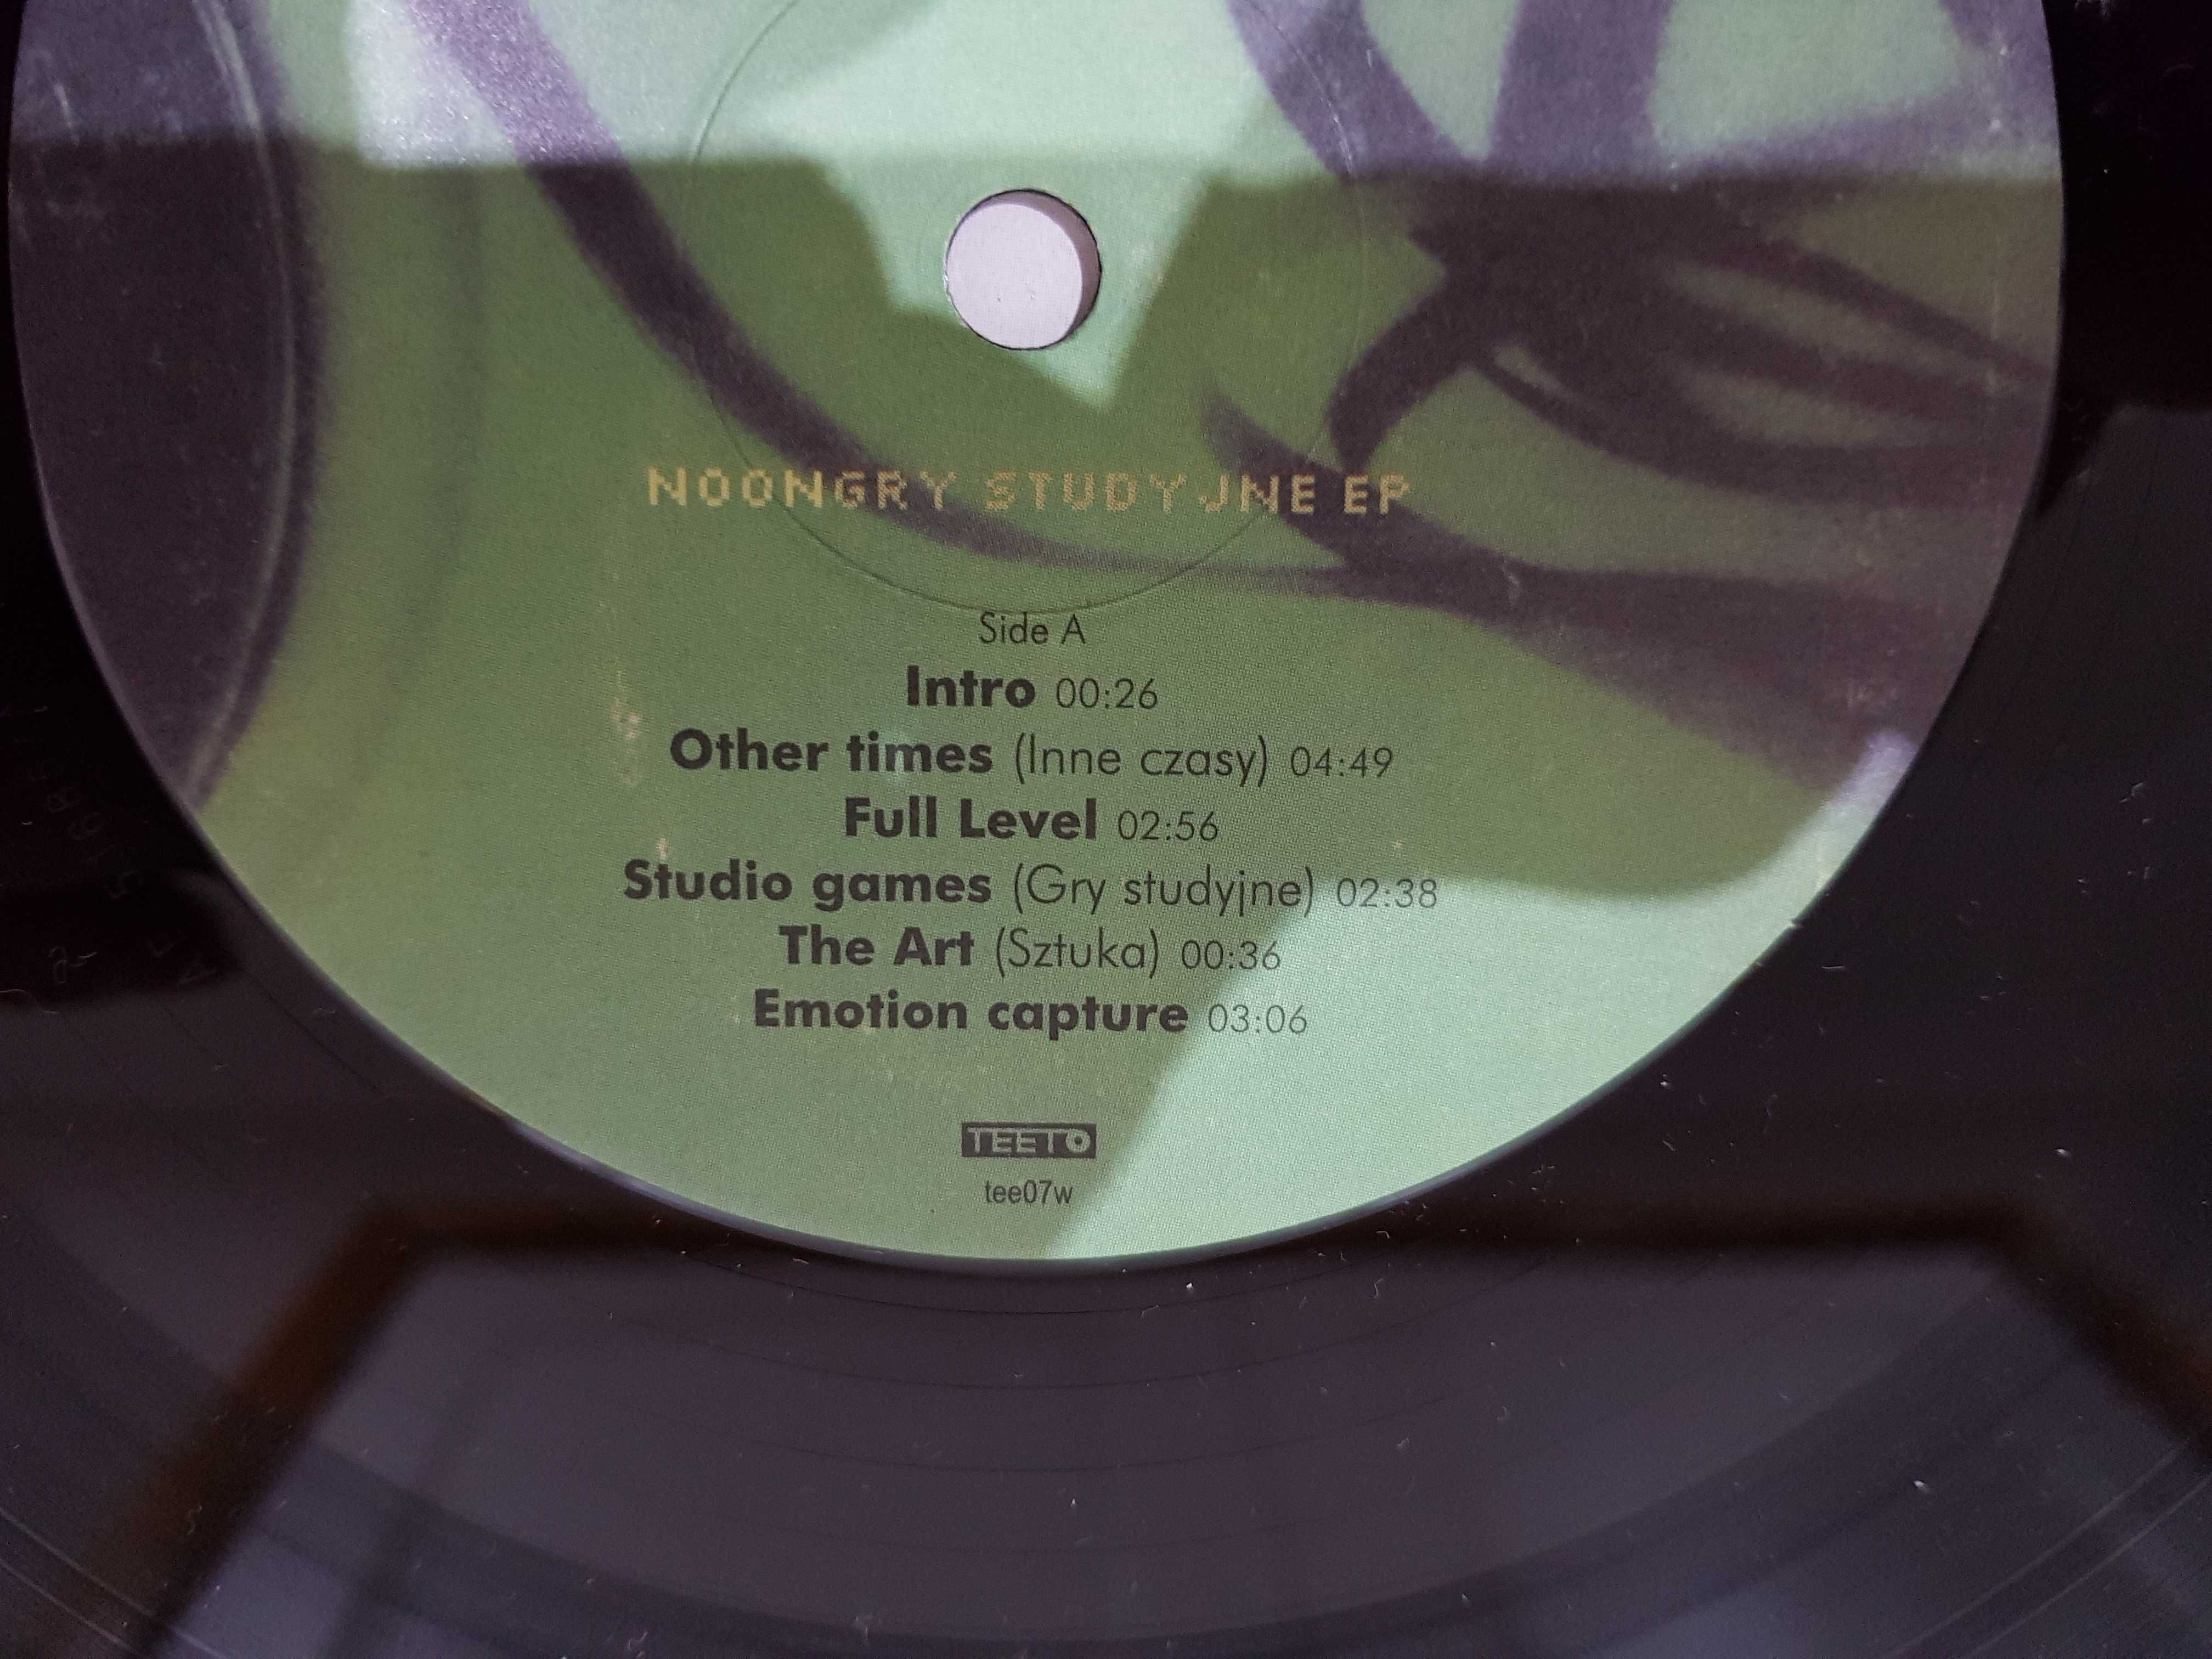 NOONGRY STUDYJNE EP
Side A
Intro 00:26
Other times (Inne czasy) 04:49
Full Level 02:56
Studio games (Gry studyjne) 02:38
The Art (Sztuka) 00:36
Emotion capture 03:06
TEETO
tee07w